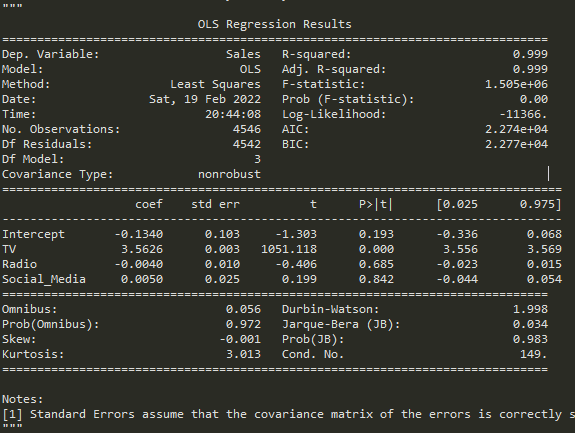 """
OLS Regression Results
==============================================================================
Dep. Variable: Sales R-squared: 0.999
Model: OLS Adj. R-squared: 0.999
Method: Least Squares F-statistic: 1.505e+06
Date: Sat, 19 Feb 2022 Prob (F-statistic): 0.00
Time: 20:44:08 Log-Likelihood: -11366.
No. Observations: 4546 AIC: 2.274e+04
Df Residuals: 4542 BIC: 2.277e+04
Df Model: 3
Covariance Type: nonrobust
================================================================================
coef std err t P>|t| [0.025 0.975]
--------------------------------------------------------------------------------
Intercept -0.1340 0.103 -1.303 0.193 -0.336 0.068
TV 3.5626 0.003 1051.118 0.000 3.556 3.569
Radio -0.0040 0.010 -0.406 0.685 -0.023 0.015
Social_Media 0.0050 0.025 0.199 0.842 -0.044 0.054
==============================================================================
Omnibus: 0.056 Durbin-Watson: 1.998
Prob(Omnibus): 0.972 Jarque-Bera (JB): 0.034
Skew: -0.001 Prob(JB): 0.983
Kurtosis: 3.013 Cond. No. 149.
==============================================================================
Notes:
[1] Standard Errors assume that the covariance matrix of the errors is correctly s
"""